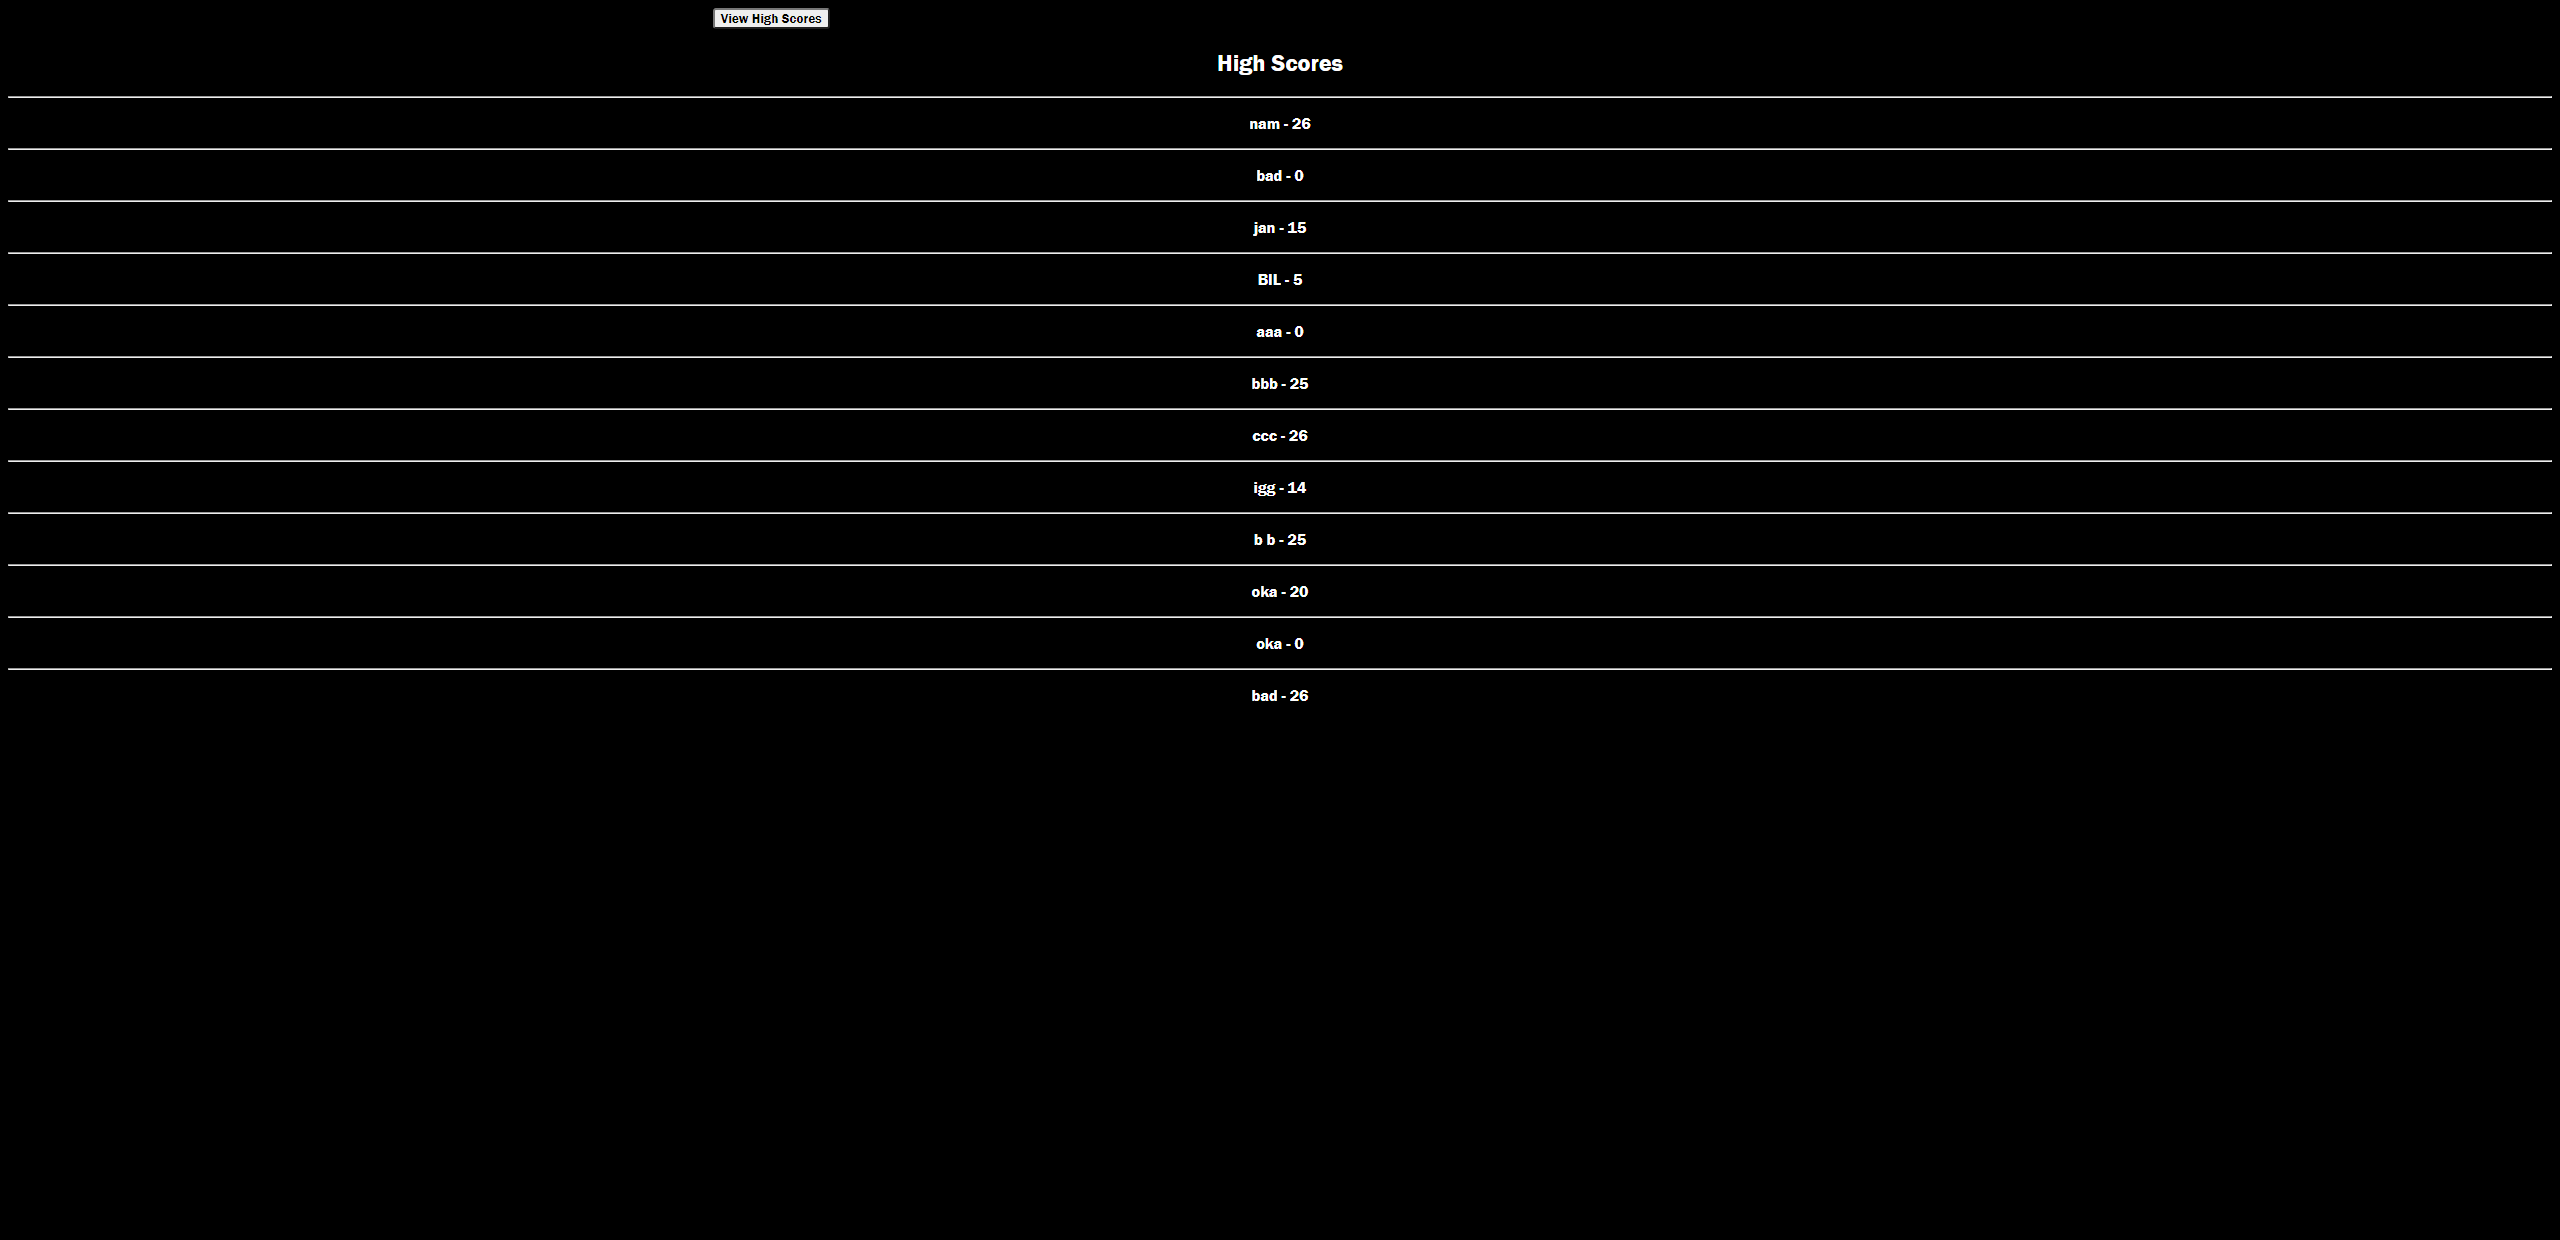 View High Scores
High Scores
nam - 26
bad - 0
jan - 15
BIL - 5
aaa - 0
bbb - 25
ccc - 26
igg - 14
b b - 25
oka - 20
oka - 0
bad - 26